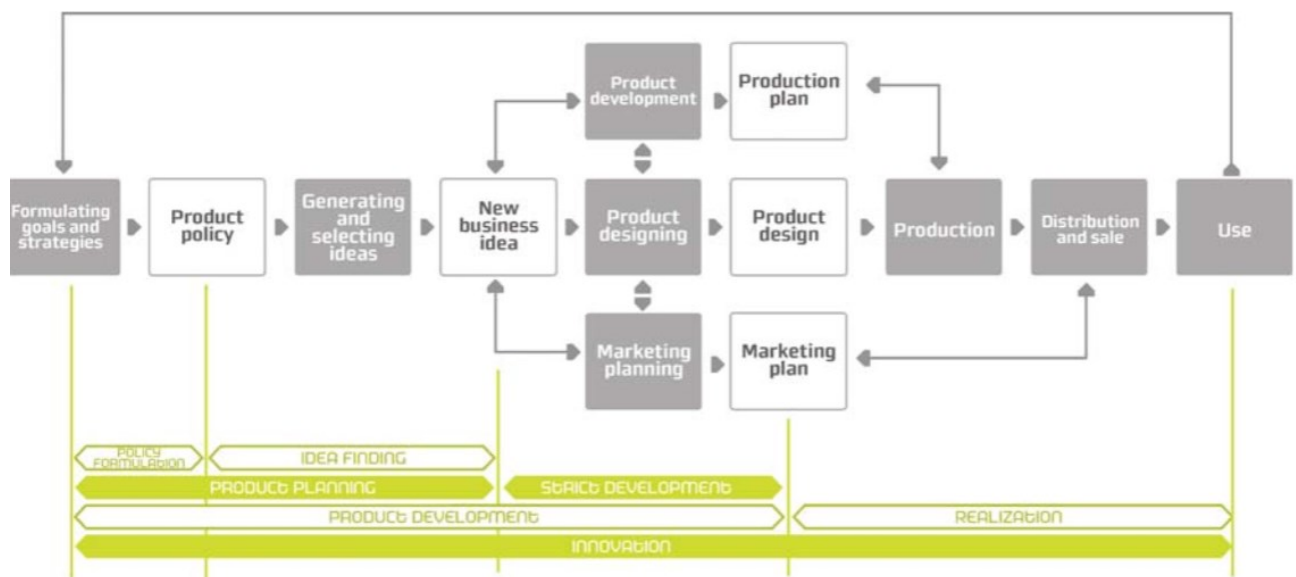 Product
development
Production
plan
Formulating
goals and
strategies
Product
policy
Generating
and
selecting
ideas
New
business
idea
Product
designing
Product
design
Production
Distribution
and sale
Use
Marketing
planning
Marketing
plan
POLICY
FORMULATION
IDEA FINDING
PRODUCT PLANNING
STRICT DEVELOPMENT
PRODUCT DEVELOPMENT
REALIZATION
INNOVATION